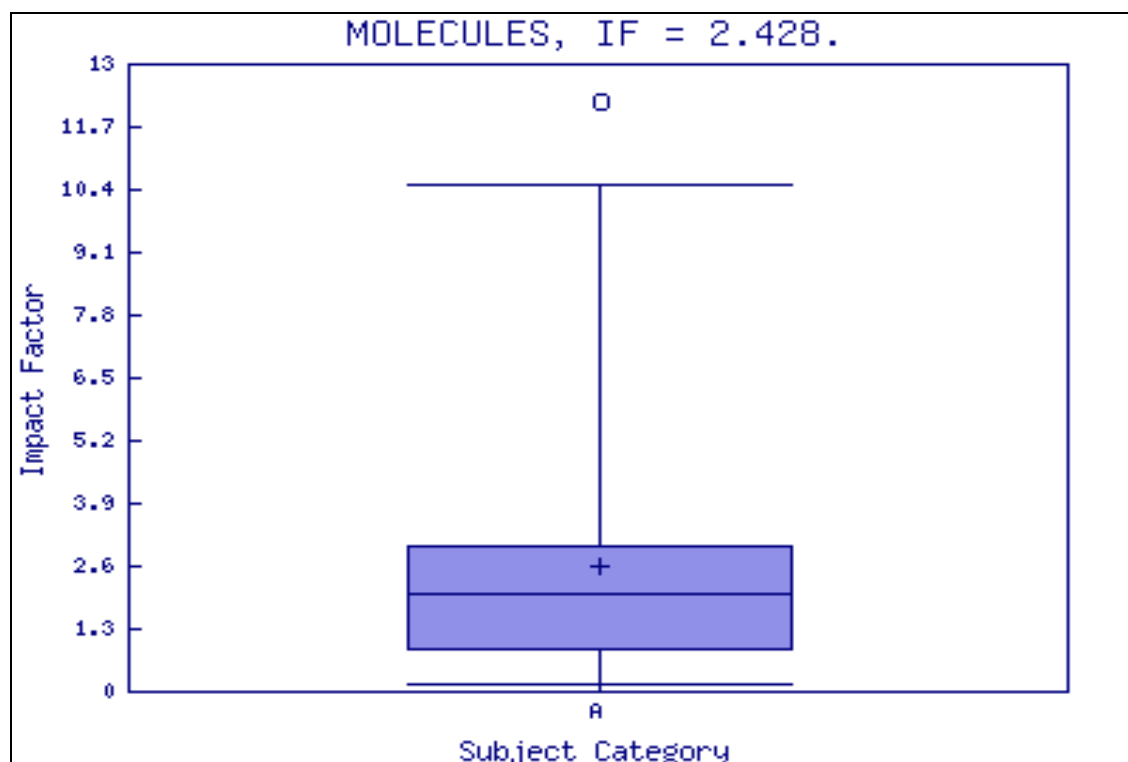 MOLECULES, IF = 2.428.
13
11.7
10.4
9.1
7.8
6.5
5.2
3.9
2.6
1.3
0
Impact Factor
A
Subject Category